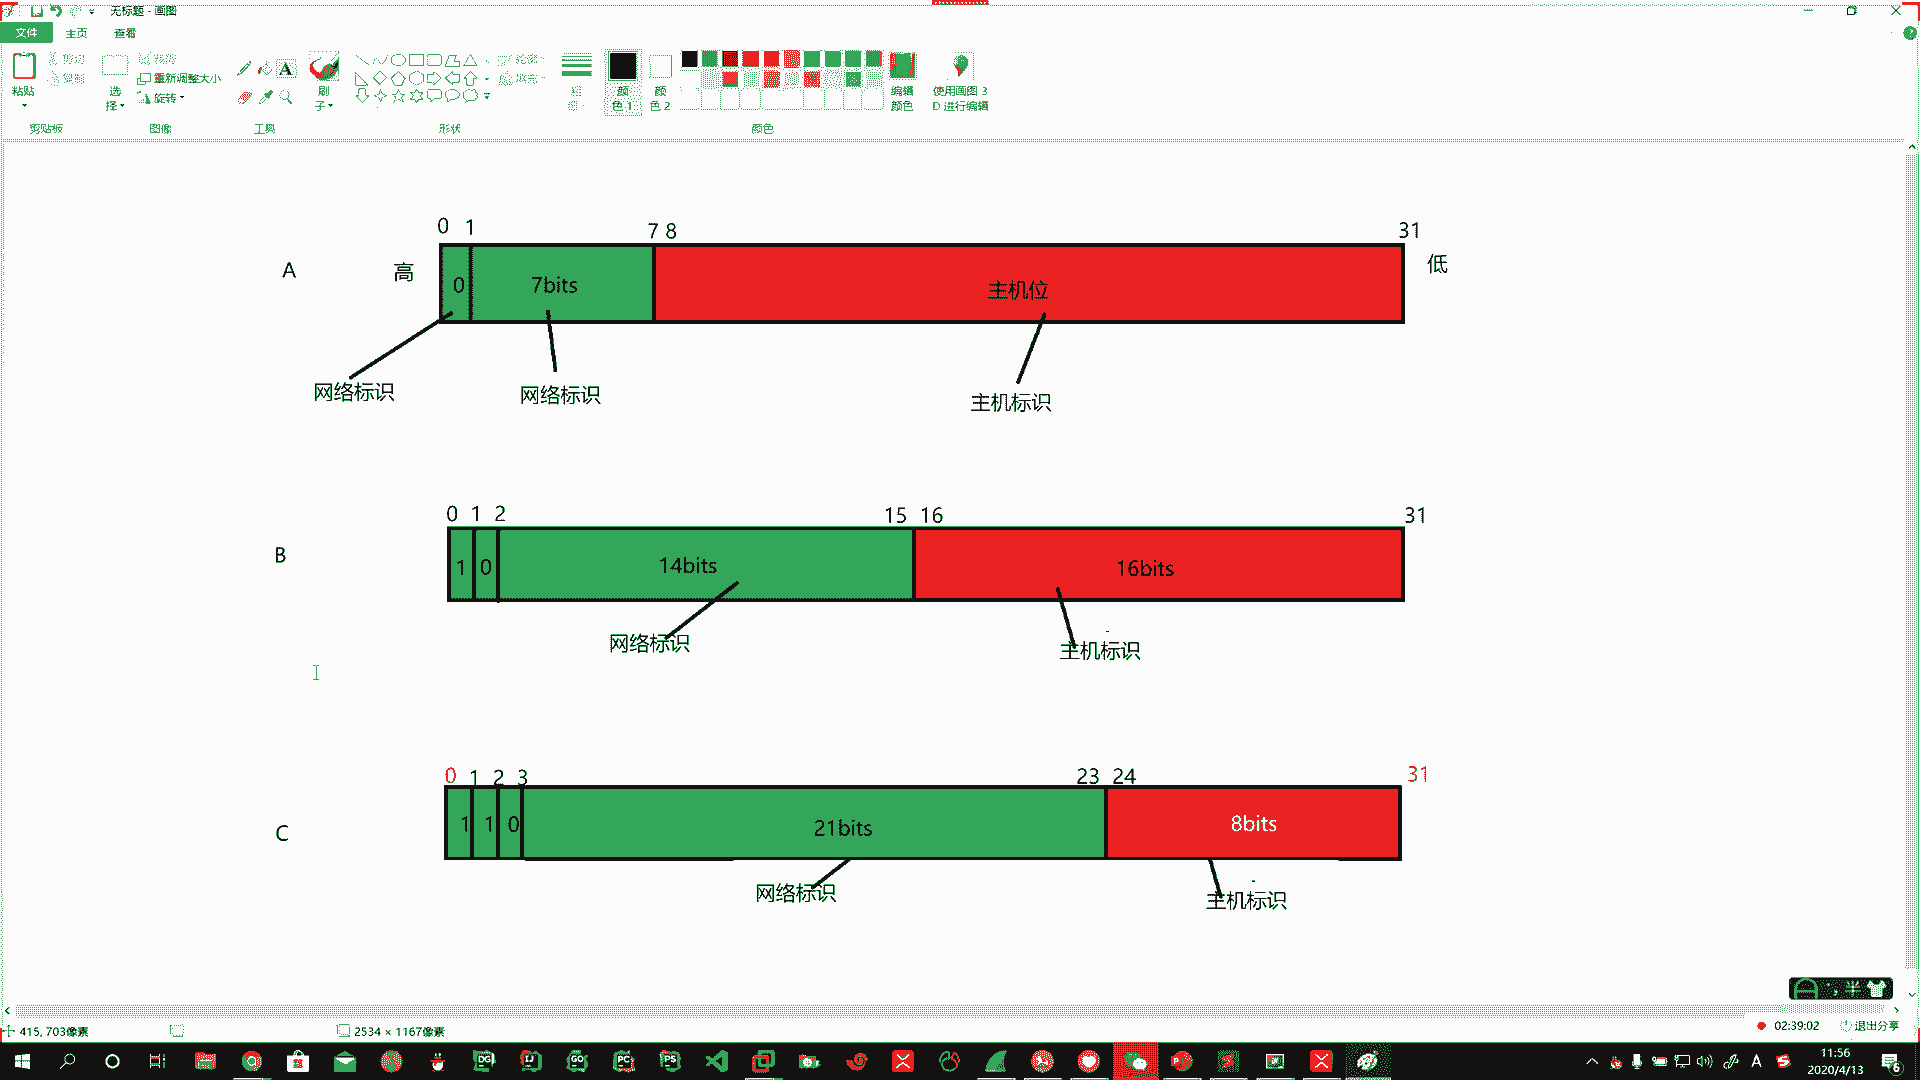 无标题 - 画图
文件 主页 查看
粘贴
剪切
复制
剪贴板
选择
裁剪
重新调整大小
旋转
图像
A
工具
刷子
轮廓
填充
形状
颜色 1
颜色 2
编辑颜色
使用画图 3D 进行编辑
颜色
0 1 7 8 31
A 高 0 7bits 主机位 低
网络标识 网络标识 主机标识
0 1 2 15 16 31
B 1 0 14bits 16bits
网络标识 主机标识
0 1 2 3 23 24 31
C 1 1 0 21bits 8bits
网络标识 主机标识
415, 703像素
2534 × 1167像素
02:39:02 退出分享
11:56
2020/4/13